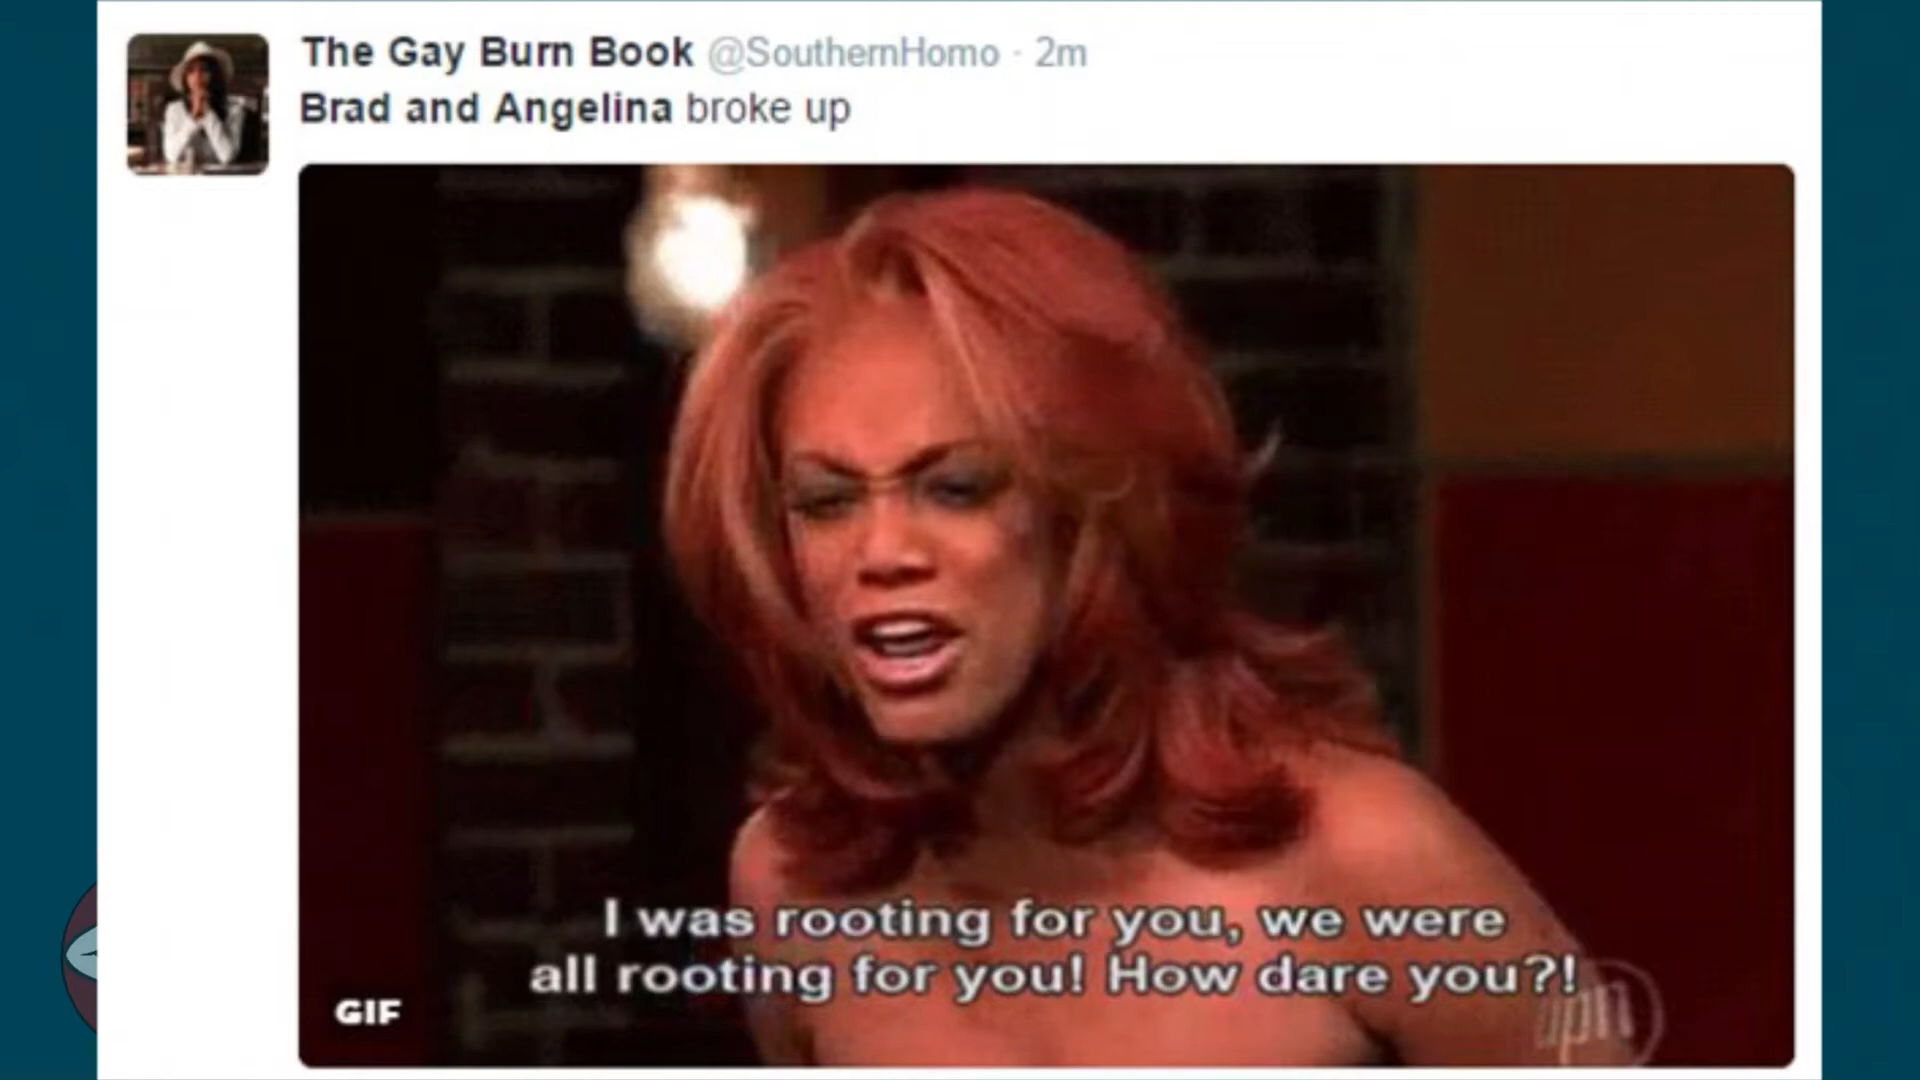 The Gay Burn Book @SouthernHomo · 2m
Brad and Angelina broke up
I was rooting for you, we were
all rooting for you! How dare you?!
GIF
upn